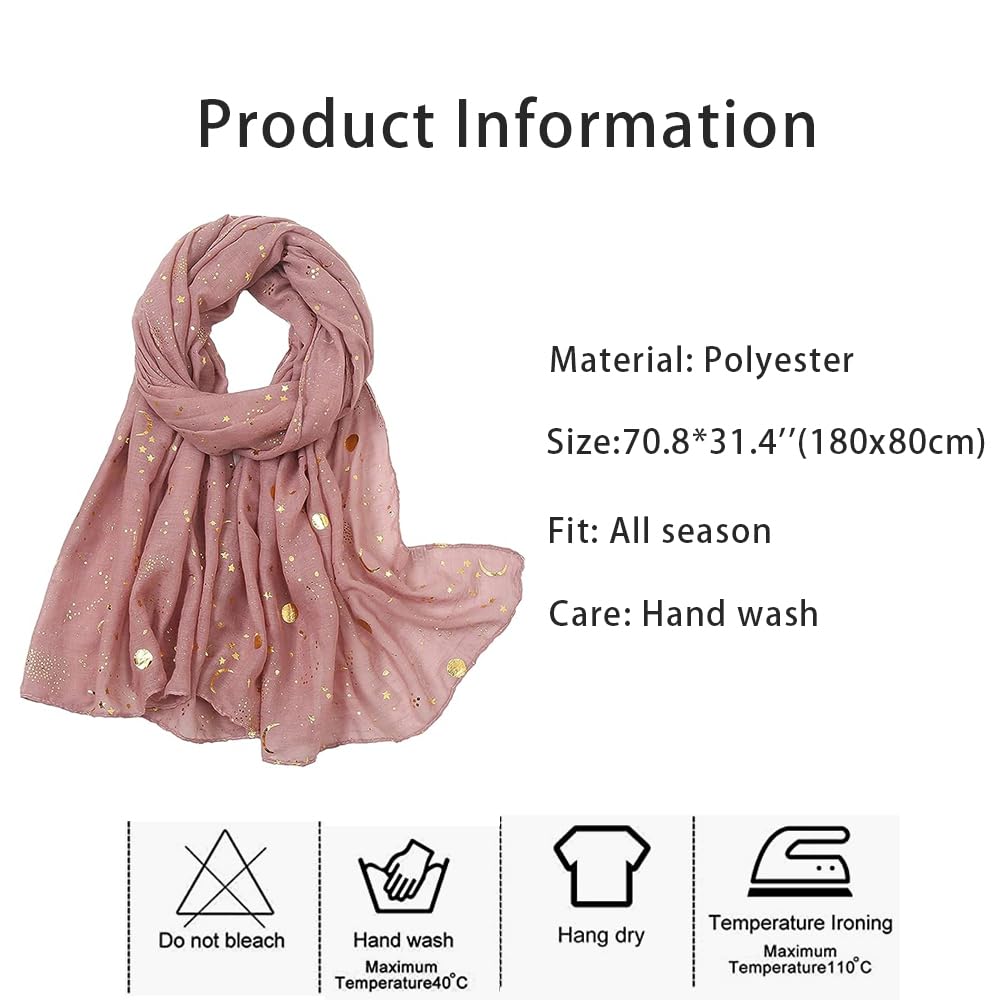 Product Information
Material: Polyester
Size:70.8*31.4’’(180x80cm)
Fit: All season
Care: Hand wash
Do not bleach
Hand wash
Maximum
Temperature40°C
Hang dry
Temperature Ironing
Maximum
Temperature110°C